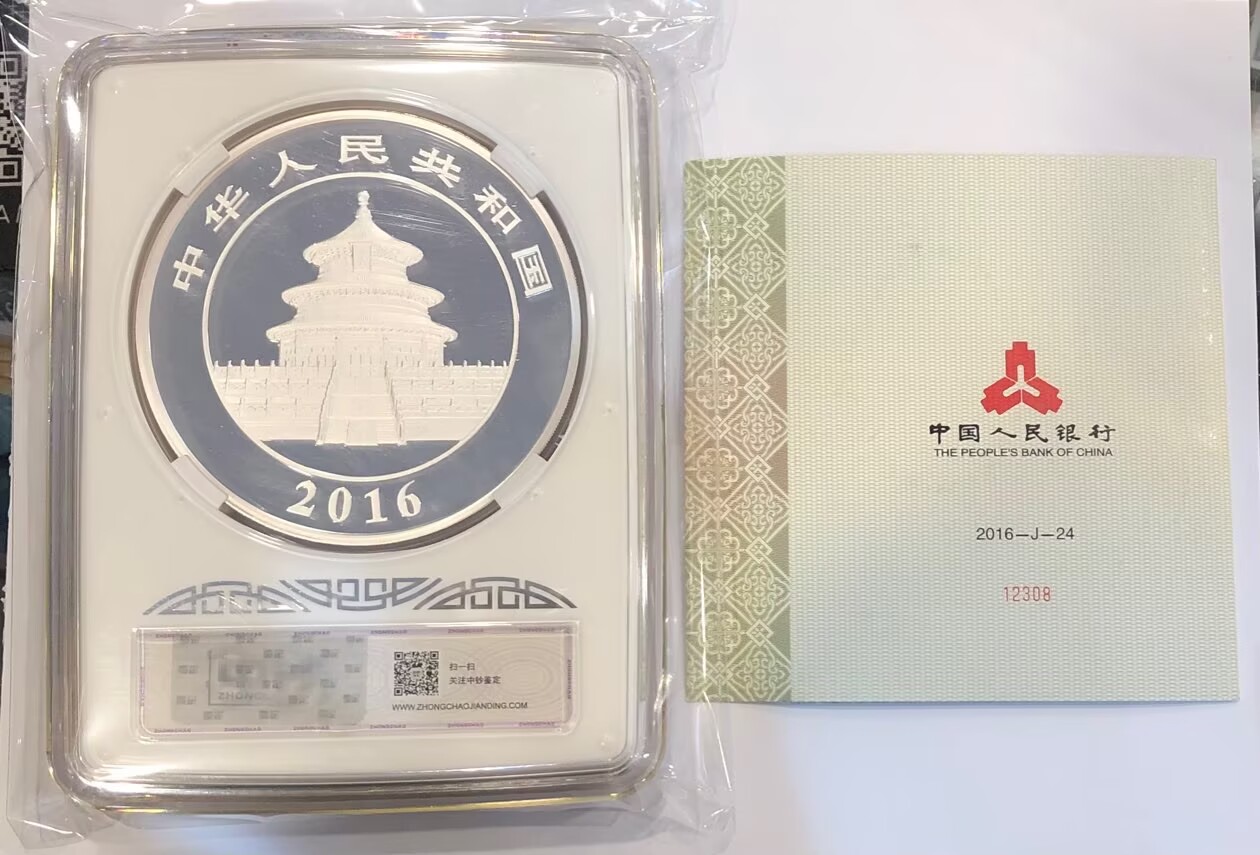 中华人民共和国
2016
扫一扫
关注中钞鉴定
WWW.ZHONGCHAOJIANDING.COM
中国人民银行
THE PEOPLE'S BANK OF CHINA
2016—J—24
12308